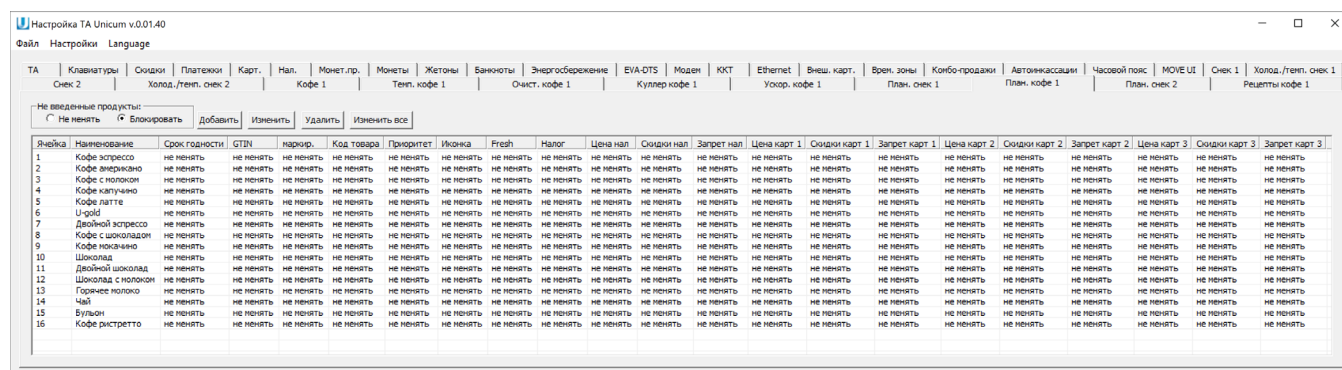 Настройка TA Unicum v.0.01.40
Файл Настройки Language
TA Клавиатуры Скидки Платежки Карт. Нал. Монет.пр. Монеты Жетоны Банкноты Энергосбережение EVA-DTS Модем ККТ Ethernet Внеш. карт. Врем. зоны Комбо-продажи Автоинкассации Часовой пояс MOVE UI Снек 1 Холод./темп. снек 1
Снек 2 Холод./темп. снек 2 Кофе 1 Темп. кофе 1 Очист. кофе 1 Куллер кофе 1 Ускор. кофе 1 План. снек 1 План. кофе 1 План. снек 2 Рецепты кофе 1
Не введенные продукты:
Не менять Блокировать Добавить Изменить Удалить Изменить все
Ячейка Наименование Срок годности GTIN маркир. Код товара Приоритет Иконка Fresh Налог Цена нал Скидки нал Запрет нал Цена карт 1 Скидки карт 1 Запрет карт 1 Цена карт 2 Скидки карт 2 Запрет карт 2 Цена карт 3 Скидки карт 3 Запрет карт 3
1 Кофе эспрессо не менять не менять не менять не менять не менять не менять не менять не менять не менять не менять не менять не менять не менять не менять не менять не менять не менять не менять не менять не менять
2 Кофе американо не менять не менять не менять не менять не менять не менять не менять не менять не менять не менять не менять не менять не менять не менять не менять не менять не менять не менять не менять не менять
3 Кофе с молоком не менять не менять не менять не менять не менять не менять не менять не менять не менять не менять не менять не менять не менять не менять не менять не менять не менять не менять не менять не менять
4 Кофе капучино не менять не менять не менять не менять не менять не менять не менять не менять не менять не менять не менять не менять не менять не менять не менять не менять не менять не менять не менять не менять
5 Кофе латте не менять не менять не менять не менять не менять не менять не менять не менять не менять не менять не менять не менять не менять не менять не менять не менять не менять не менять не менять не менять
6 U-gold не менять не менять не менять не менять не менять не менять не менять не менять не менять не менять не менять не менять не менять не менять не менять не менять не менять не менять не менять не менять
7 Двойной эспрессо не менять не менять не менять не менять не менять не менять не менять не менять не менять не менять не менять не менять не менять не менять не менять не менять не менять не менять не менять не менять
8 Кофе с шоколадом не менять не менять не менять не менять не менять не менять не менять не менять не менять не менять не менять не менять не менять не менять не менять не менять не менять не менять не менять не менять
9 Кофе мокачино не менять не менять не менять не менять не менять не менять не менять не менять не менять не менять не менять не менять не менять не менять не менять не менять не менять не менять не менять не менять
10 Шоколад не менять не менять не менять не менять не менять не менять не менять не менять не менять не менять не менять не менять не менять не менять не менять не менять не менять не менять не менять не менять
11 Двойной шоколад не менять не менять не менять не менять не менять не менять не менять не менять не менять не менять не менять не менять не менять не менять не менять не менять не менять не менять не менять не менять
12 Шоколад с молоком не менять не менять не менять не менять не менять не менять не менять не менять не менять не менять не менять не менять не менять не менять не менять не менять не менять не менять не менять не менять
13 Горячее молоко не менять не менять не менять не менять не менять не менять не менять не менять не менять не менять не менять не менять не менять не менять не менять не менять не менять не менять не менять не менять
14 Чай не менять не менять не менять не менять не менять не менять не менять не менять не менять не менять не менять не менять не менять не менять не менять не менять не менять не менять не менять не менять
15 Бульон не менять не менять не менять не менять не менять не менять не менять не менять не менять не менять не менять не менять не менять не менять не менять не менять не менять не менять не менять не менять
16 Кофе ристретто не менять не менять не менять не менять не менять не менять не менять не менять не менять не менять не менять не менять не менять не менять не менять не менять не менять не менять не менять не менять